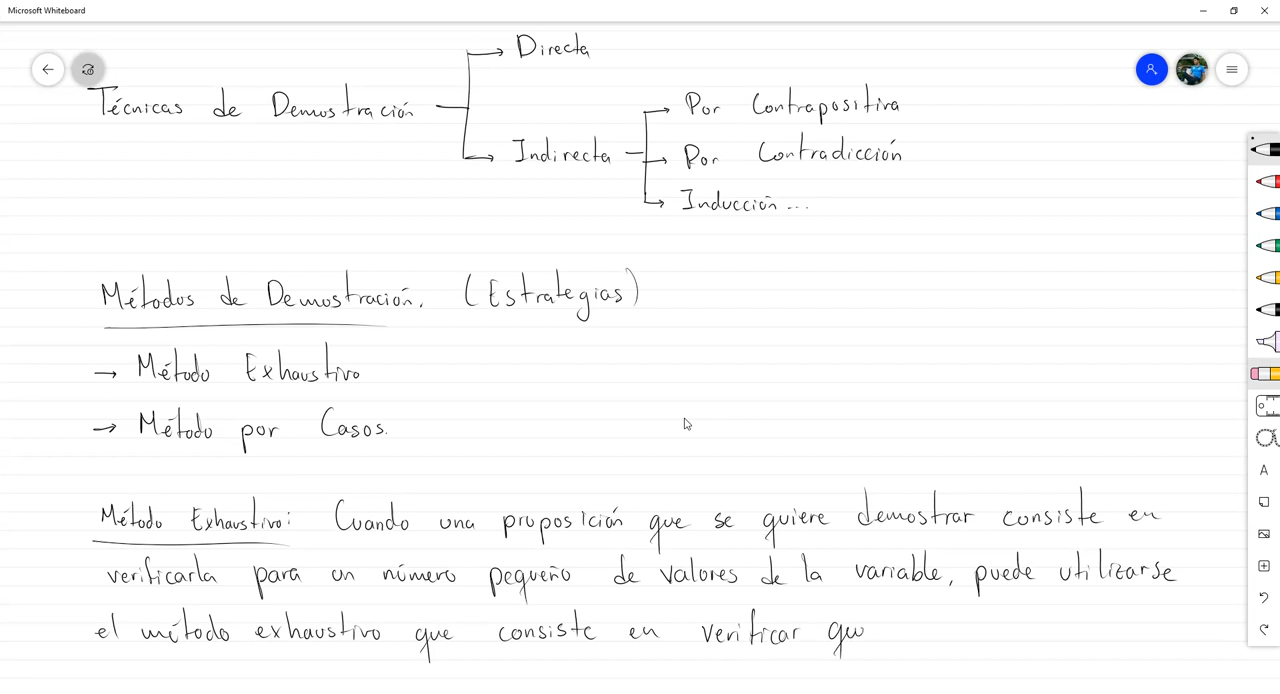 Microsoft Whiteboard
Directa
Técnicas de Demostración
Por Contrapositiva
Indirecta
Por Contradicción
Inducción...
Métodos de Demostración. (Estrategias)
→ Método Exhaustivo
→ Método por Casos.
Método Exhaustivo: Cuando una proposición que se quiere demostrar consiste en
verificarla para un número pequeño de valores de la variable, puede utilizarse
el método exhaustivo que consiste en verificar
A